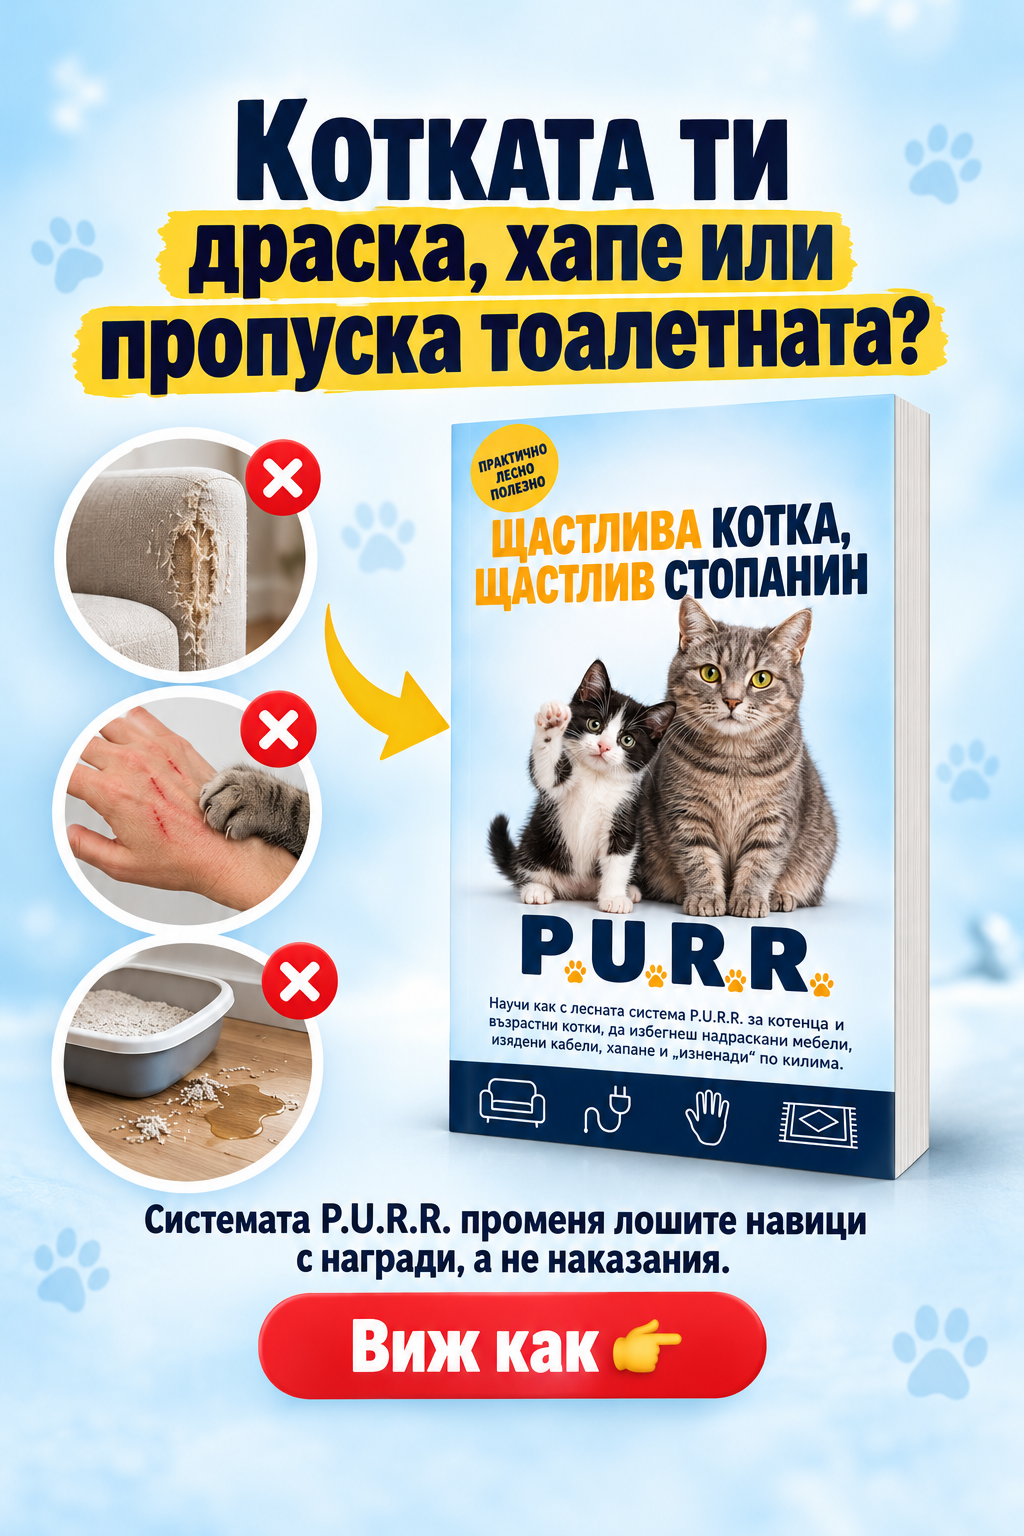 Котката ти
драска, хапе или
пропуска тоалетната?
ПРАКТИЧНО
ЛЕСНО
ПОЛЕЗНО
ЩАСТЛИВА КОТКА,
ЩАСТЛИВ СТОПАНИН
P.U.R.R.
Научи как с лесната система P.U.R.R. за котенца и
възрастни котки, да избегнеш надраскани мебели,
изядени кабели, хапане и „изненади“ по килима.
Системата P.U.R.R. променя лошите навици
с награди, а не наказания.
Виж как